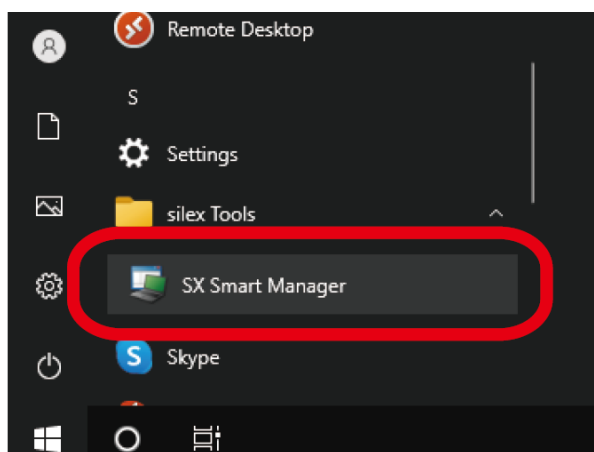 Remote Desktop
S
Settings
silex Tools
SX Smart Manager
Skype